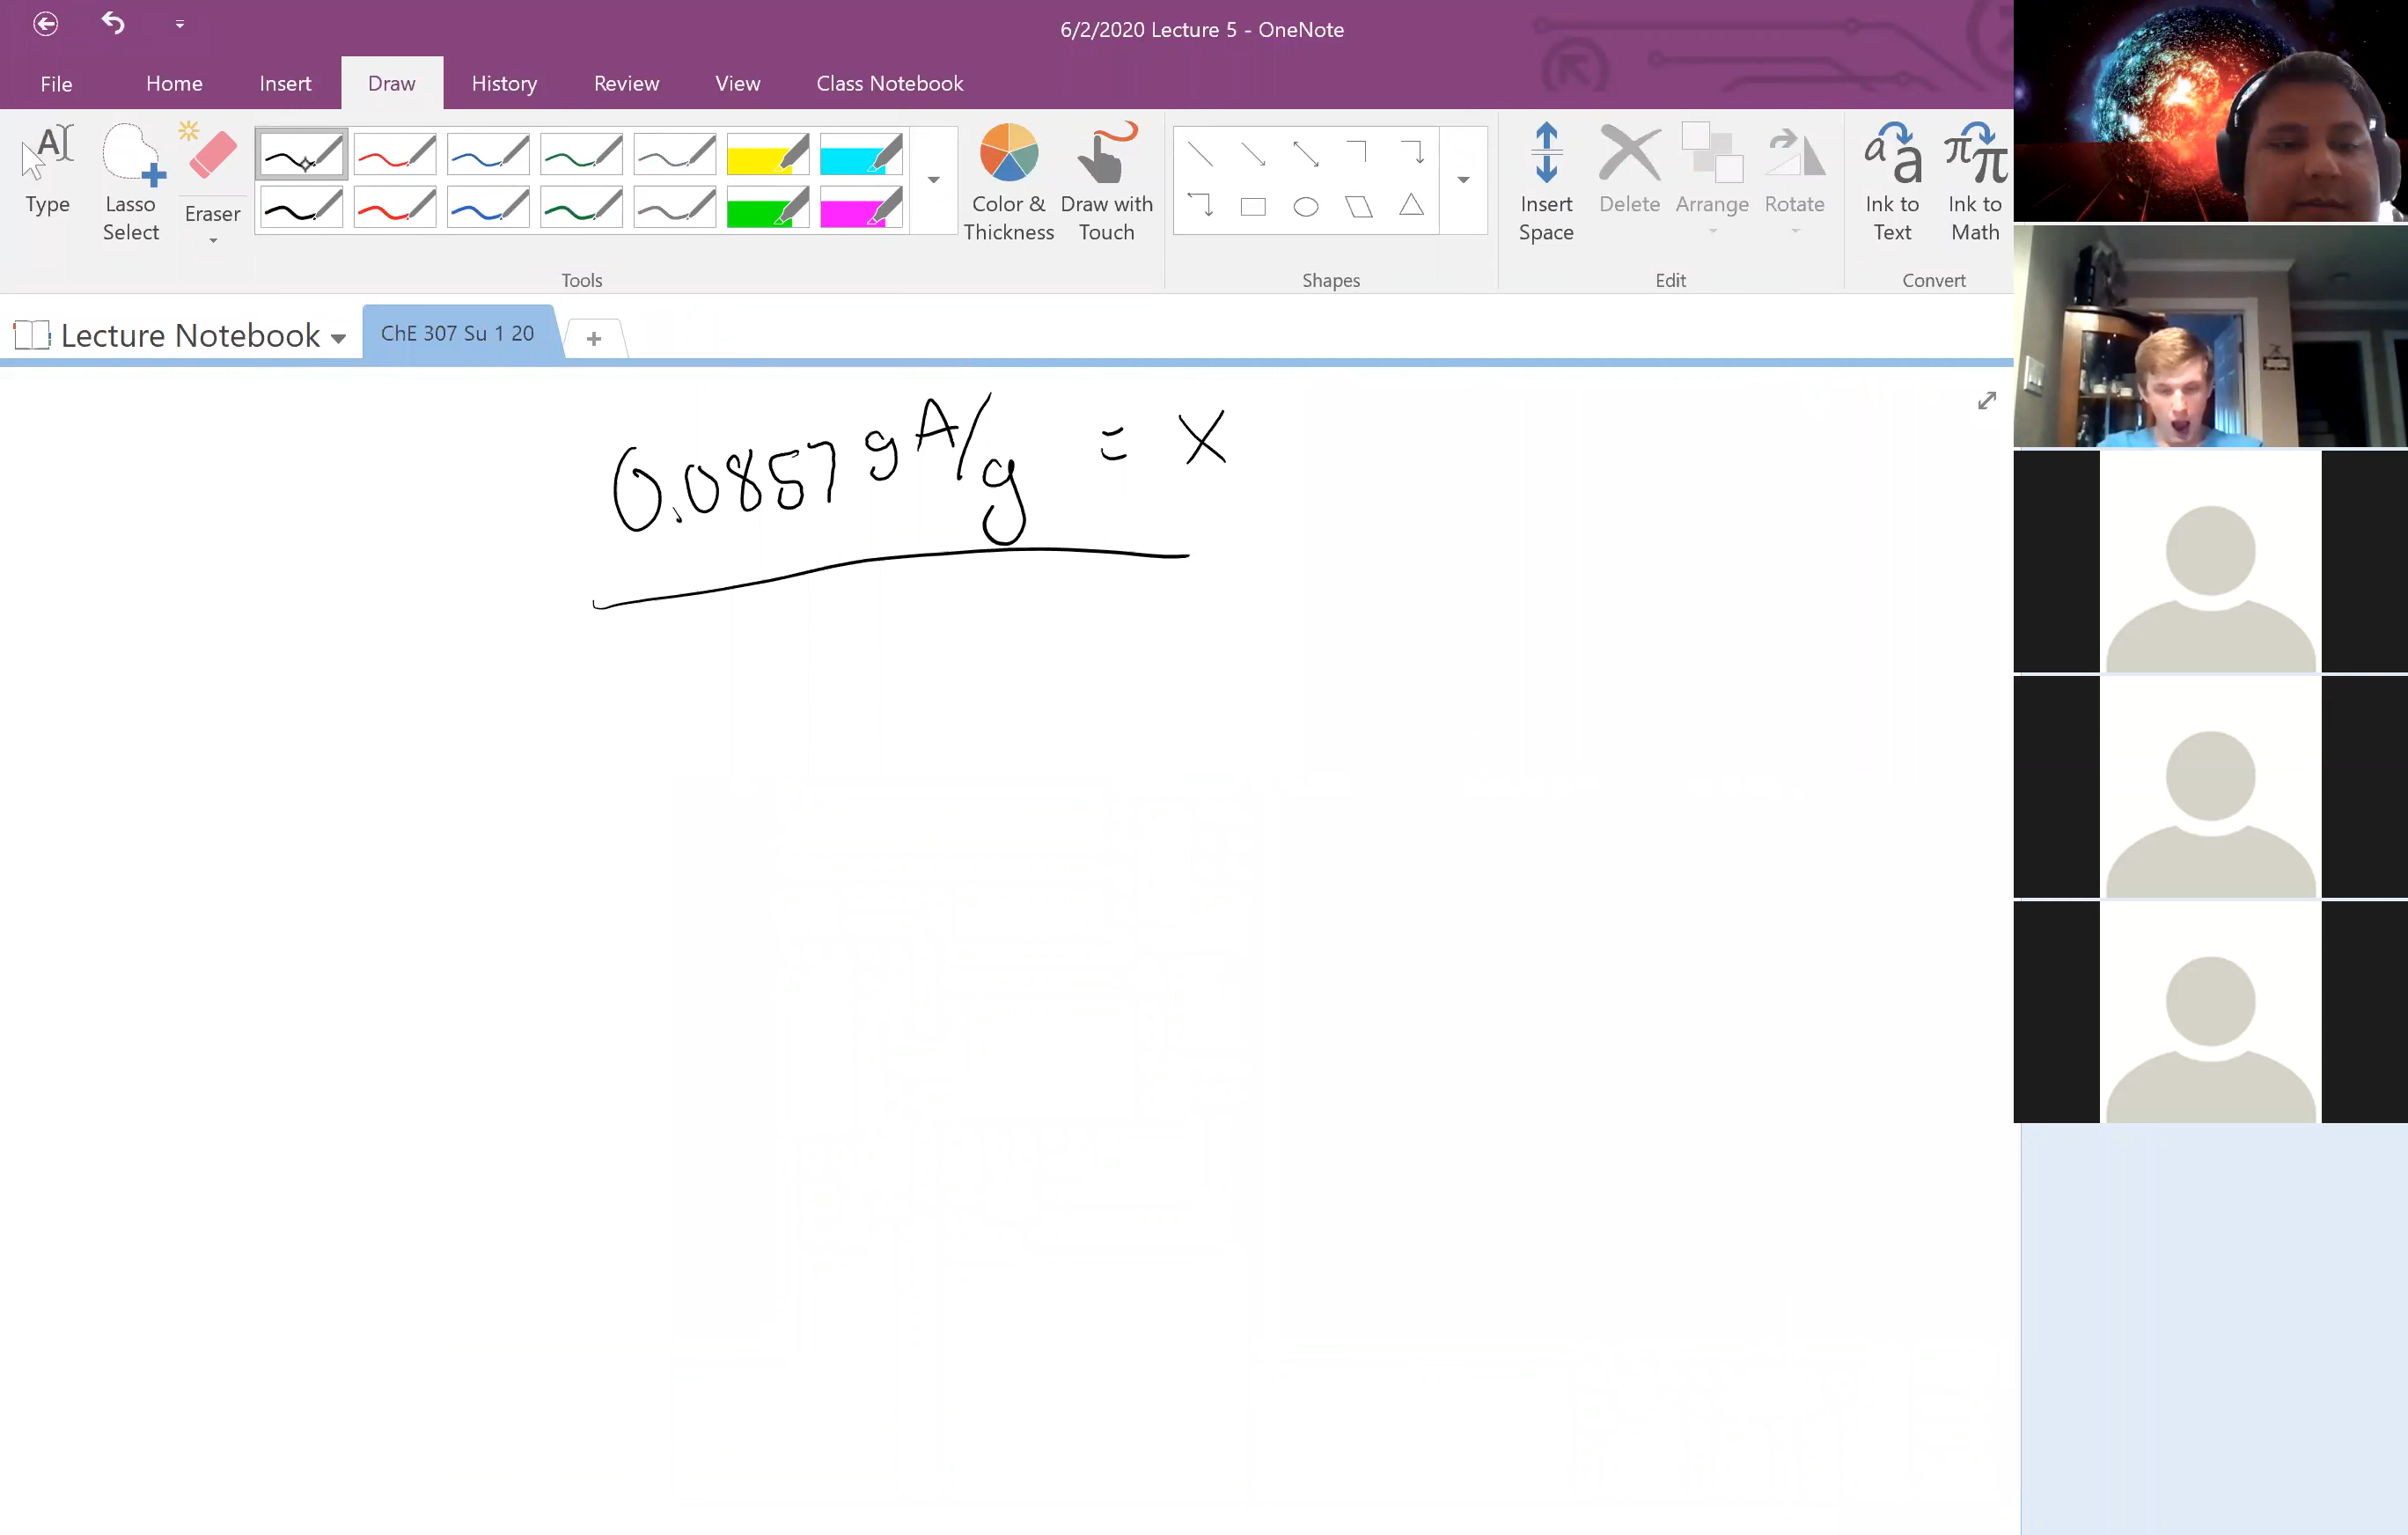 6/2/2020 Lecture 5 - OneNote
File Home Insert Draw History Review View Class Notebook
Type
Lasso Select
Eraser
Color & Thickness
Draw with Touch
Insert Space
Delete
Arrange
Rotate
Ink to Text
Ink to Math
Tools Shapes Edit Convert
Lecture Notebook ChE 307 Su 1 20 +
0.0857 gA/g = x